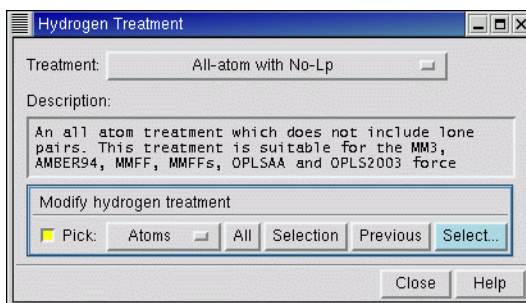 Hydrogen Treatment
Treatment: All-atom with No-Lp
Description:
An all atom treatment which does not include lone
pairs. This treatment is suitable for the MM3,
AMBER94, MMFF, MMFFs, OPLSAA and OPLS2003 force
Modify hydrogen treatment
Pick: Atoms All Selection Previous Select...
Close Help